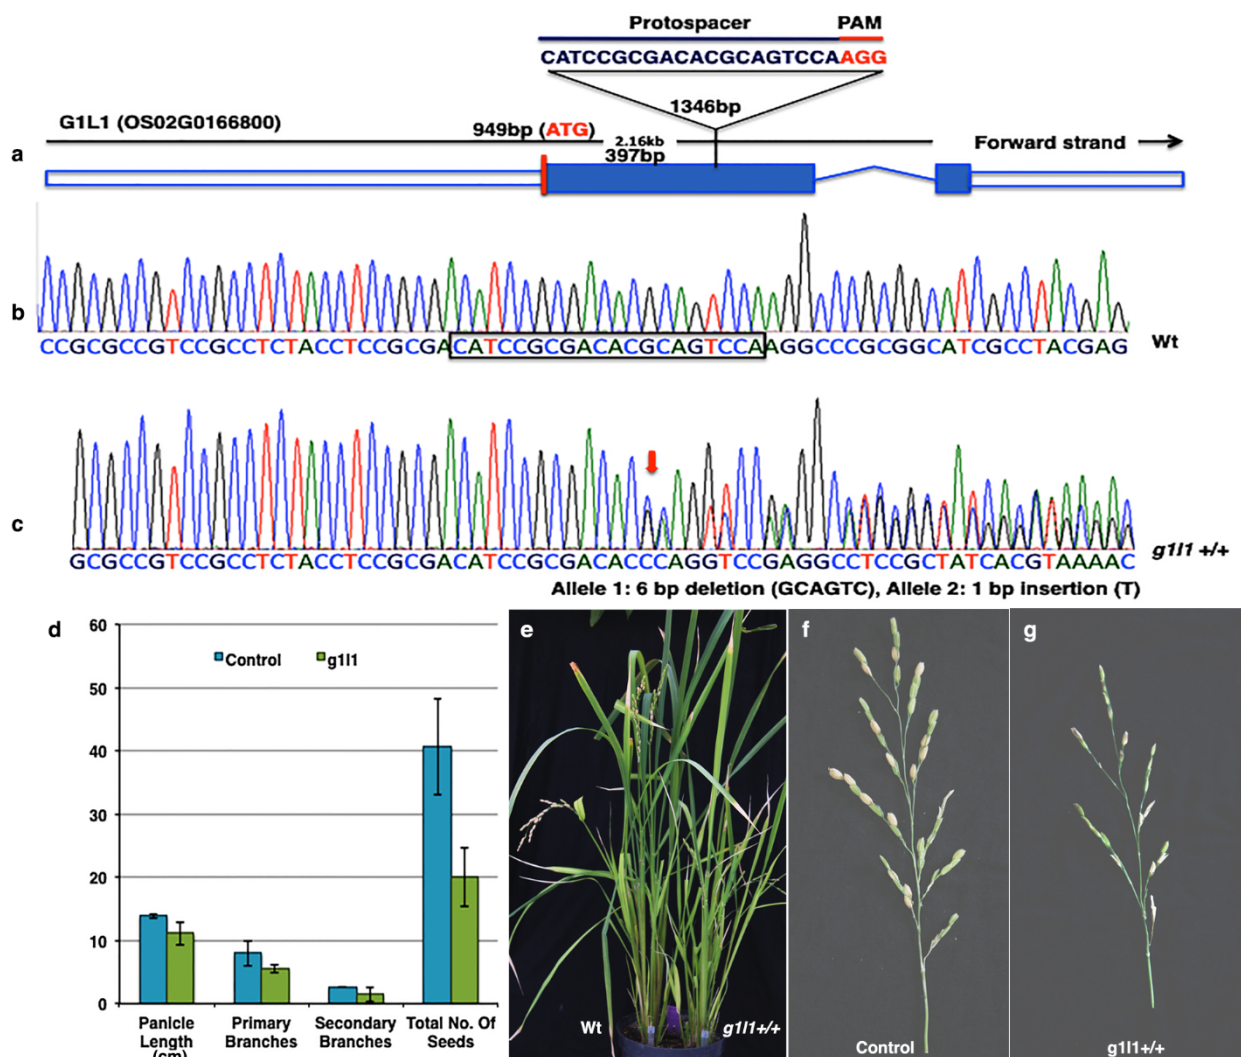 Protospacer PAM
CATCCGCGACACGCAGTCCAAGG
1346bp
G1L1 (OS02G0166800)
949bp (ATG)
2.16kb
Forward strand
397bp
a
b
CCGCGCCGTCCGCCTCTACCTCCGCGACATCCGCGACACGCAGTCCAAGGCCCGCGGCATCGCCTACGAG
Wt
c
GCGCCGTCCGCCTCTACCTCCGCGACATCCGCGACACCCAGGTCCGAGGCCTCCGCTATCACGTAAAAC
g1l1 +/+
Allele 1: 6 bp deletion (GCAGTC), Allele 2: 1 bp insertion (T)
d
60
50
40
30
20
10
0
Control g1l1
Panicle Length (cm)
Primary Branches
Secondary Branches
Total No. Of Seeds
e
Wt g1l1+/+
f
Control
g
g1l1+/+